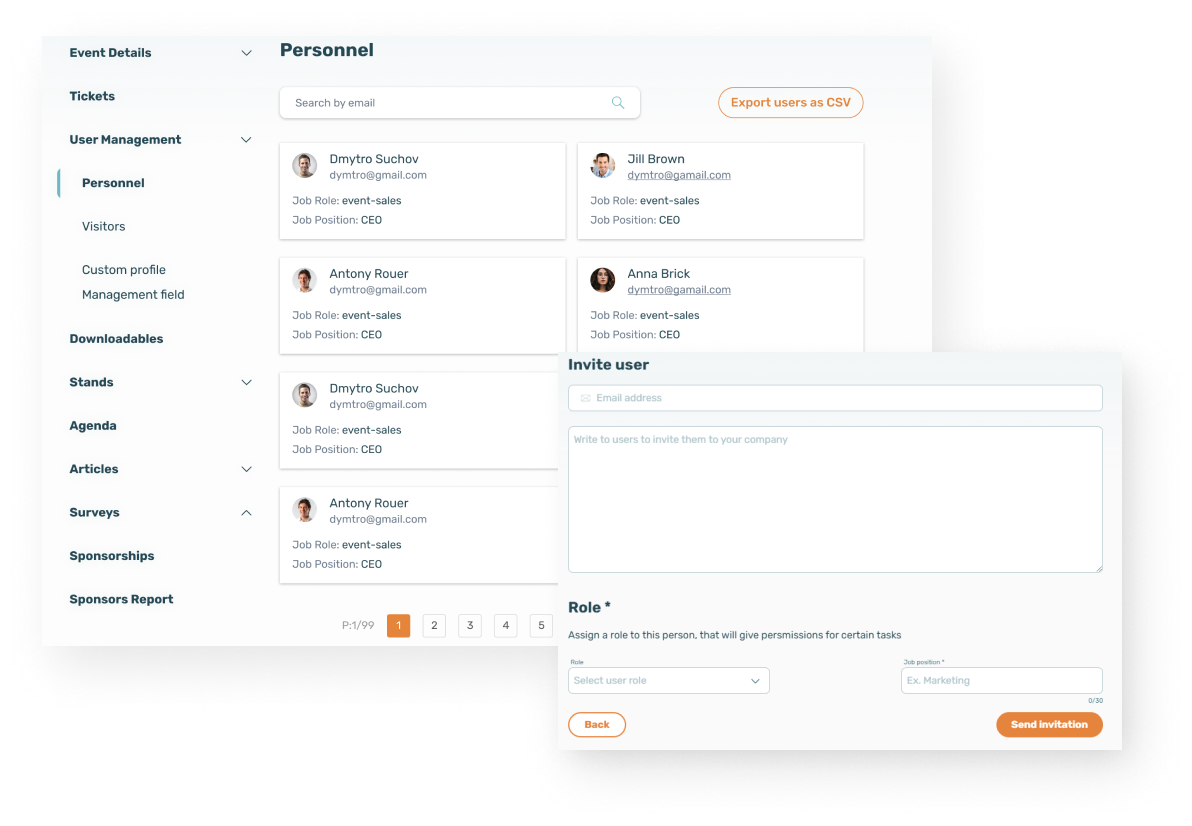 Event Details
Tickets
User Management
Personnel
Visitors
Custom profile
Management field
Downloadables
Stands
Agenda
Articles
Surveys
Sponsorships
Sponsors Report
Personnel
Search by email
Export users as CSV
Dmytro Suchov
dymtro@gmail.com
Job Role: event-sales
Job Position: CEO
Jill Brown
dymtro@gamail.com
Job Role: event-sales
Job Position: CEO
Antony Rouer
dymtro@gmail.com
Job Role: event-sales
Job Position: CEO
Anna Brick
dymtro@gamail.com
Job Role: event-sales
Job Position: CEO
Dmytro Suchov
dymtro@gmail.com
Job Role: event-sales
Job Position: CEO
Antony Rouer
dymtro@gmail.com
Job Role: event-sales
Job Position: CEO
P:1/99 1 2 3 4 5
Invite user
Email address
Write to users to invite them to your company
Role *
Assign a role to this person, that will give persmissions for certain tasks
Role
Select user role
Job position *
Ex. Marketing
0/30
Back
Send invitation